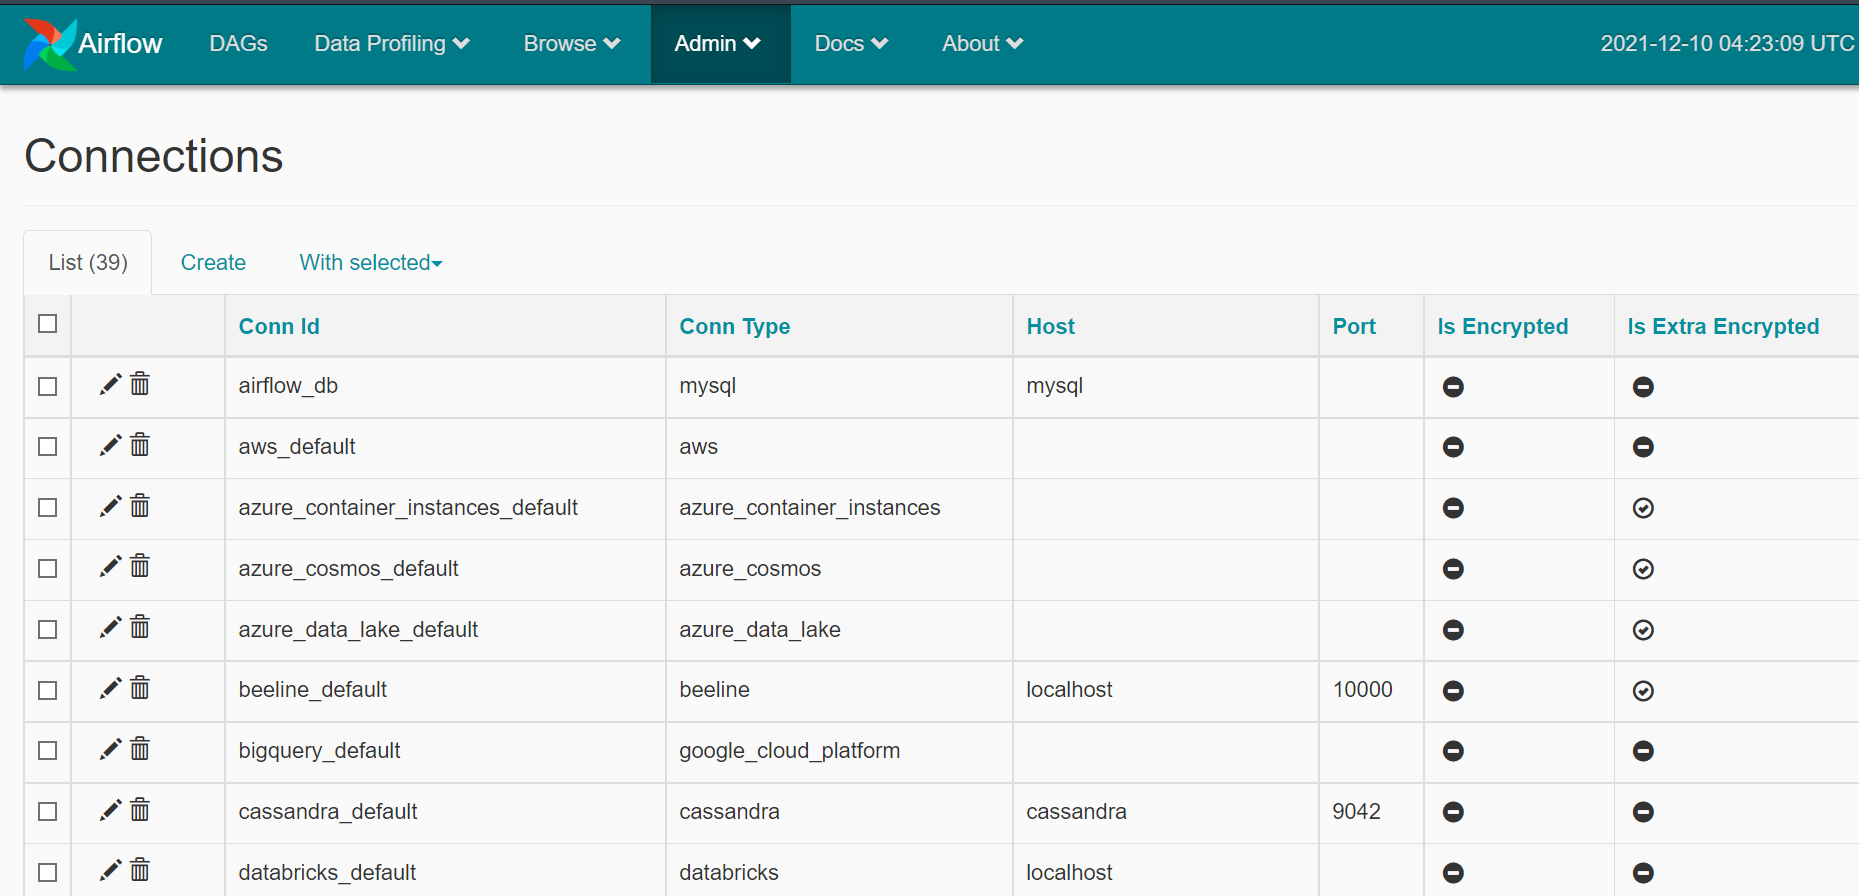 Airflow DAGs Data Profiling Browse Admin Docs About 2021-12-10 04:23:09 UTC
Connections
List (39) Create With selected
Conn Id Conn Type Host Port Is Encrypted Is Extra Encrypted
airflow_db mysql mysql
aws_default aws
azure_container_instances_default azure_container_instances
azure_cosmos_default azure_cosmos
azure_data_lake_default azure_data_lake
beeline_default beeline localhost 10000
bigquery_default google_cloud_platform
cassandra_default cassandra cassandra 9042
databricks_default databricks localhost